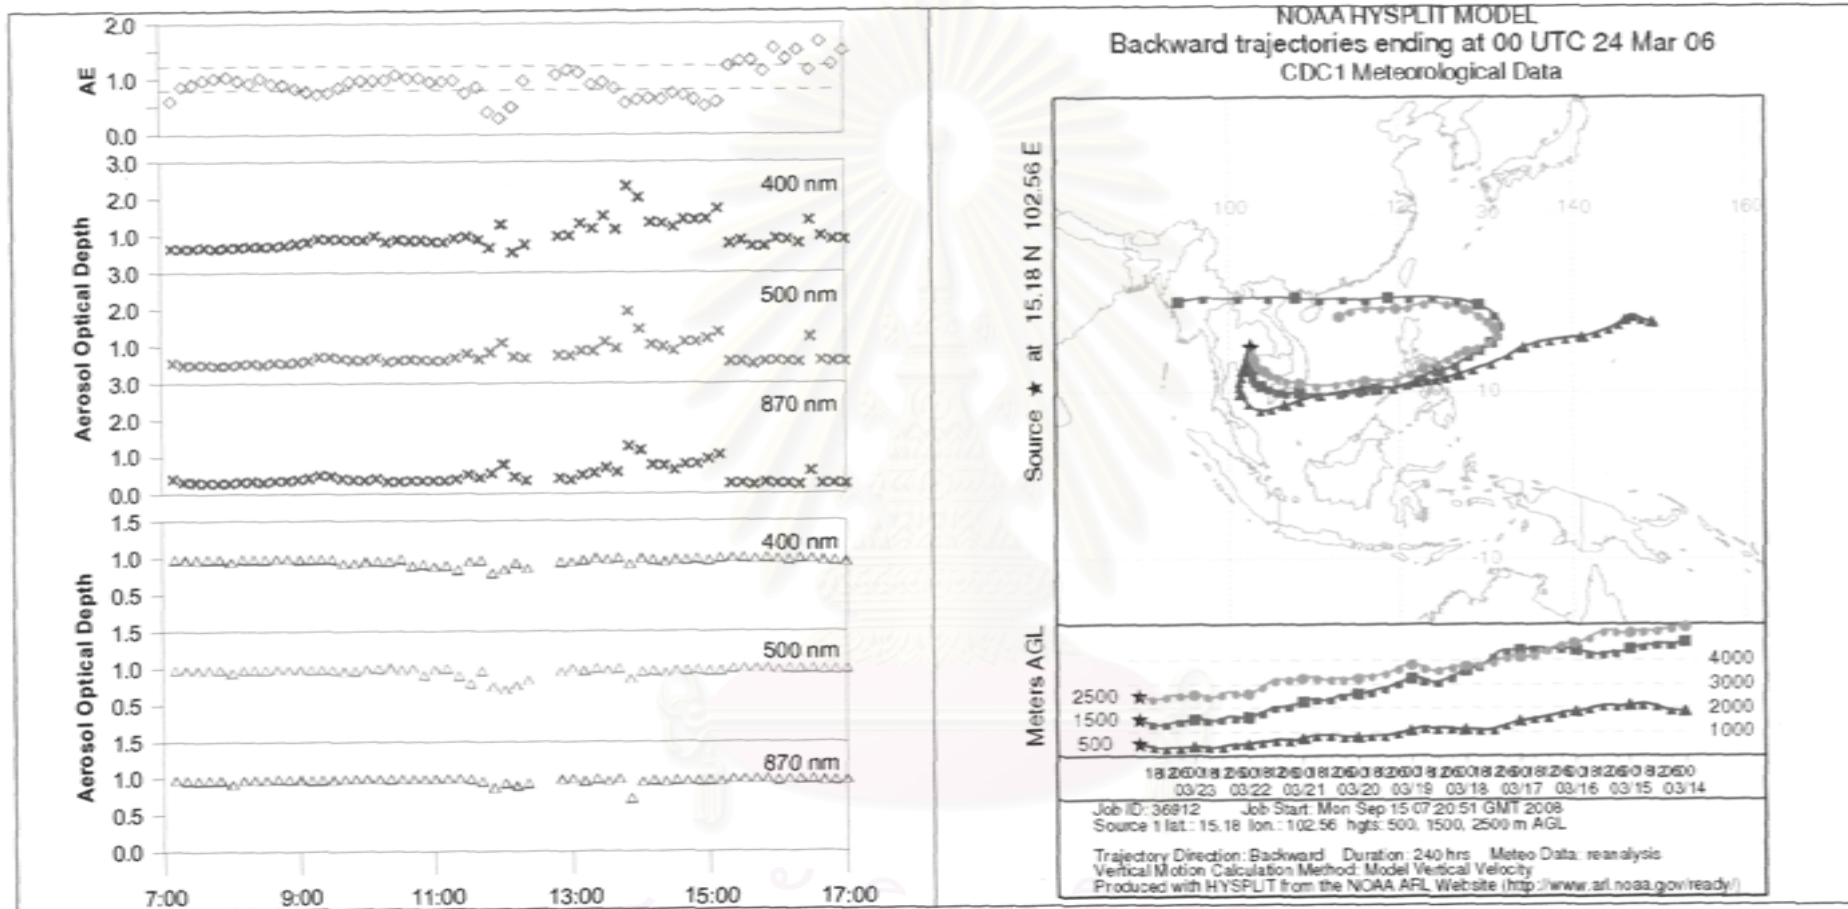 2.0
1.0
0.0
AE
3.0
2.0
1.0
3.0
2.0
1.0
3.0
2.0
1.0
0.0
Aerosol Optical Depth
Aerosol Optical Depth
400 nm
500 nm
870 nm
1.5
1.0
0.5
1.5
1.0
0.5
1.5
1.0
0.5
0.0
Aerosol Optical Depth
400 nm
500 nm
870 nm
7:00 9:00 11:00 13:00 15:00 17:00
NOAA HYSPLIT MODEL
Backward trajectories ending at 00 UTC 24 Mar 06
CDC1 Meteorological Data
Source ★ at 15.18 N 102.56 E
100 120 30 140 160
10
-10
Meters AGL
2500
1500
500
4000
3000
2000
1000
03/23 03/22 03/21 03/20 03/19 03/18 03/17 03/16 03/15 03/14
Job ID: 36912 Job Start: Mon Sep 15 07:20:51 GMT 2008
Source 1 lat.: 15.18 lon.: 102.56 hgts: 500, 1500, 2500 m AGL
Trajectory Direction: Backward Duration: 240 hrs Meteo Data: reanalysis
Vertical Motion Calculation Method: Model Vertical Velocity
Produced with HYSPLIT from the NOAA ARL Website (http://www.arl.noaa.gov/ready/)